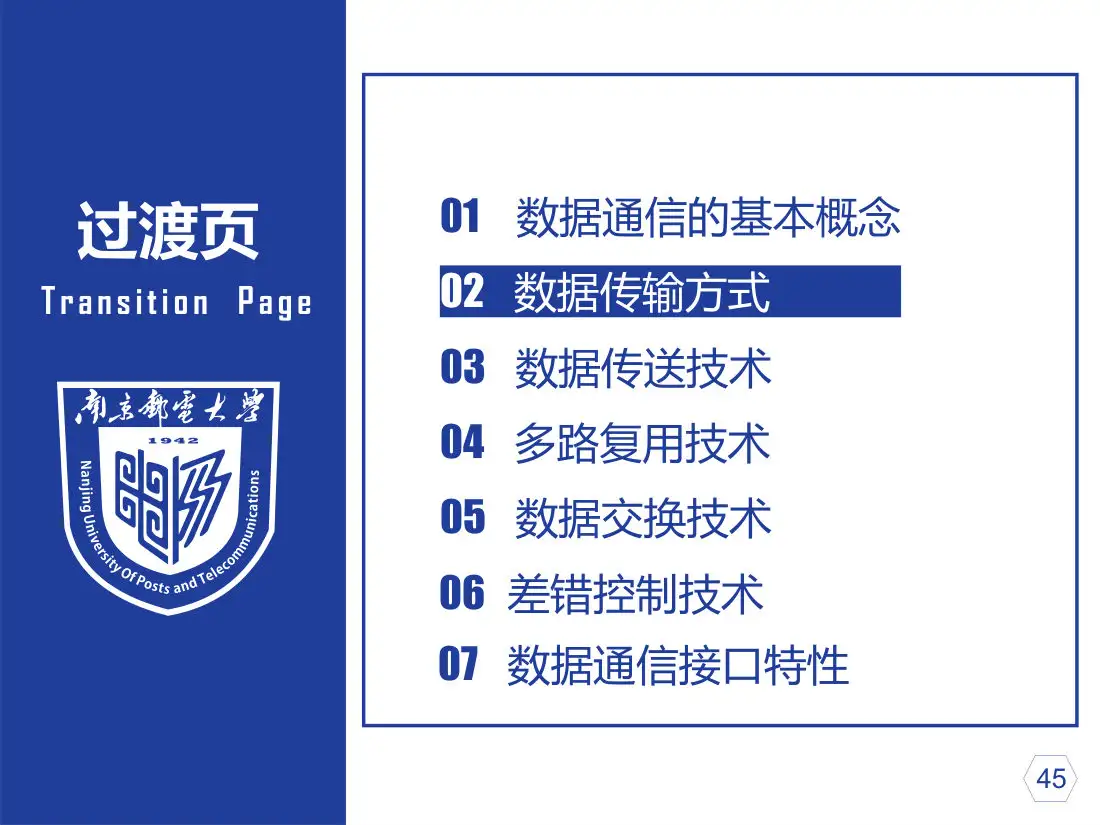 过渡页
Transition Page
南京邮电大学
1942
Nanjing University Of Posts and Telecommunications
01 数据通信的基本概念
02 数据传输方式
03 数据传送技术
04 多路复用技术
05 数据交换技术
06 差错控制技术
07 数据通信接口特性
45